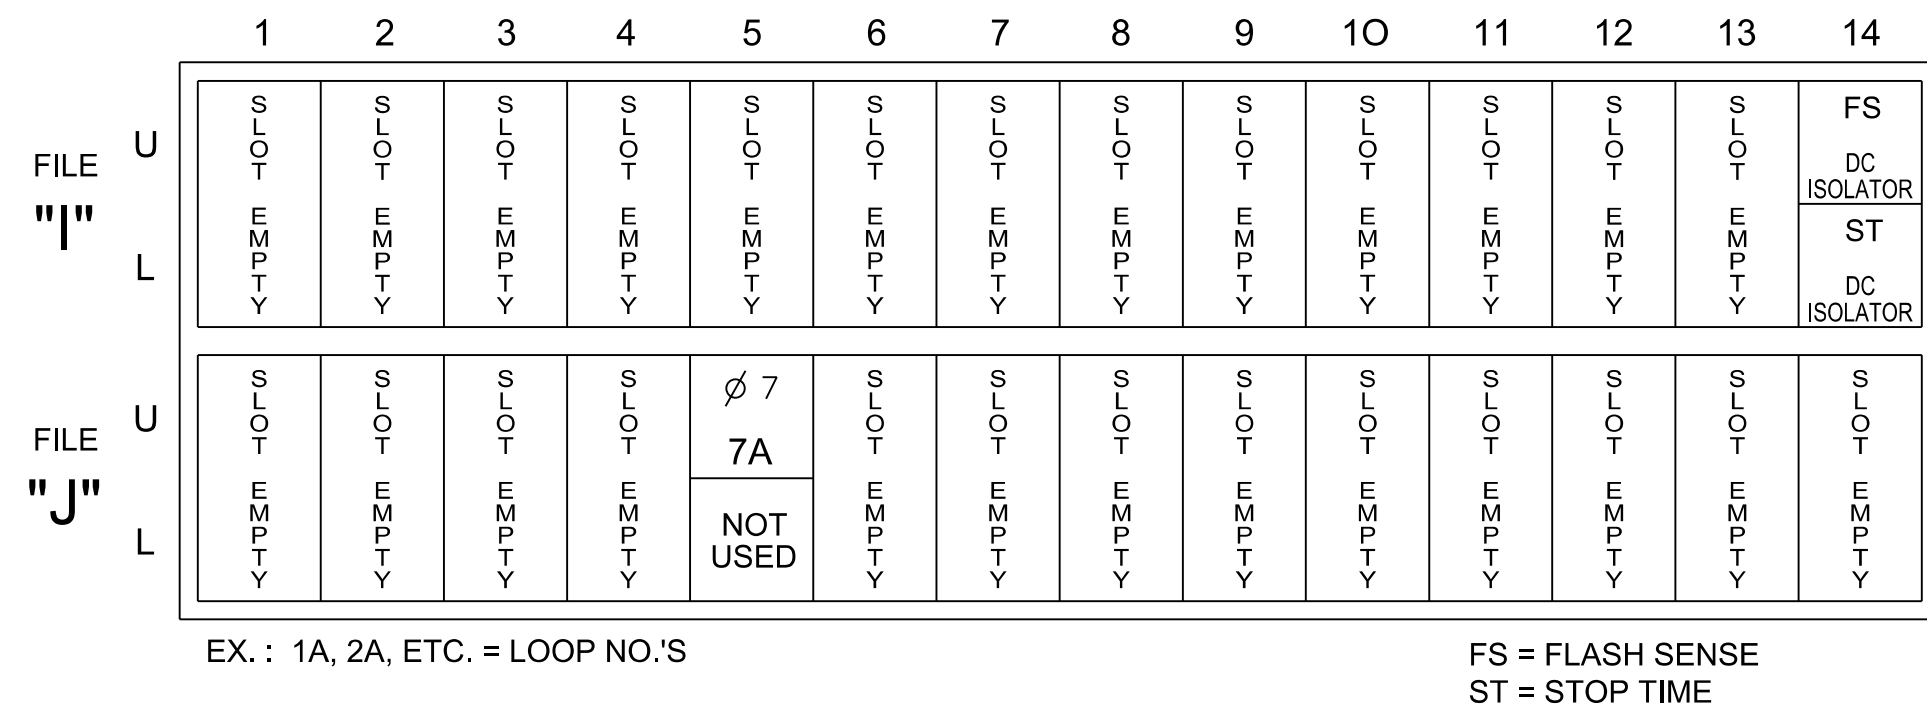 1 2 3 4 5 6 7 8 9 10 11 12 13 14
FILE "I"
U
L
SLOT EMPTY
SLOT EMPTY
SLOT EMPTY
SLOT EMPTY
SLOT EMPTY
SLOT EMPTY
SLOT EMPTY
SLOT EMPTY
SLOT EMPTY
SLOT EMPTY
SLOT EMPTY
SLOT EMPTY
SLOT EMPTY
FS
DC
ISOLATOR
ST
DC
ISOLATOR
FILE "J"
U
L
SLOT EMPTY
SLOT EMPTY
SLOT EMPTY
SLOT EMPTY
∅ 7
7A
NOT
USED
SLOT EMPTY
SLOT EMPTY
SLOT EMPTY
SLOT EMPTY
SLOT EMPTY
SLOT EMPTY
SLOT EMPTY
SLOT EMPTY
SLOT EMPTY
EX.: 1A, 2A, ETC. = LOOP NO.'S
FS = FLASH SENSE
ST = STOP TIME